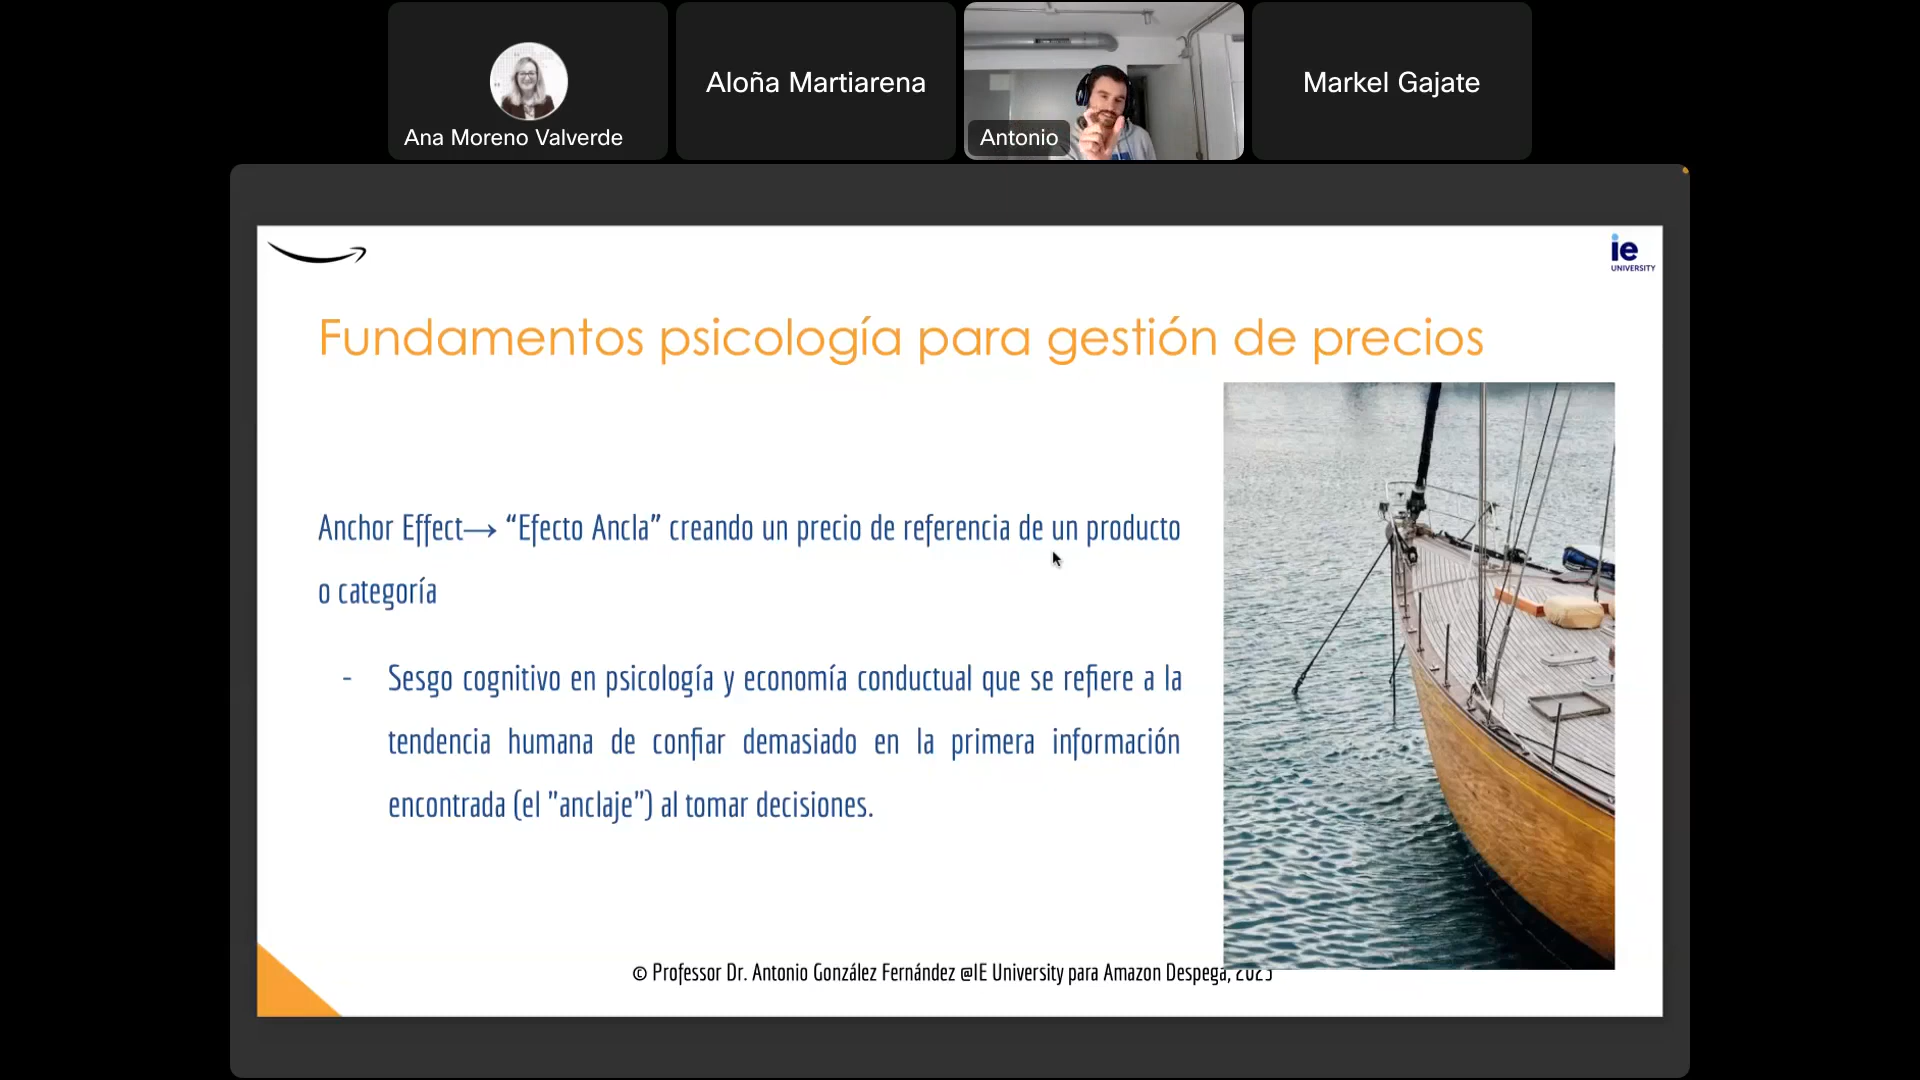 Ana Moreno Valverde
Aloña Martiarena
Antonio
Markel Gajate
ie
UNIVERSITY
Fundamentos psicología para gestión de precios
Anchor Effect→ “Efecto Ancla” creando un precio de referencia de un producto
o categoría
- Sesgo cognitivo en psicología y economía conductual que se refiere a la
tendencia humana de confiar demasiado en la primera información
encontrada (el "anclaje") al tomar decisiones.
© Professor Dr. Antonio González Fernández @IE University para Amazon Despega,